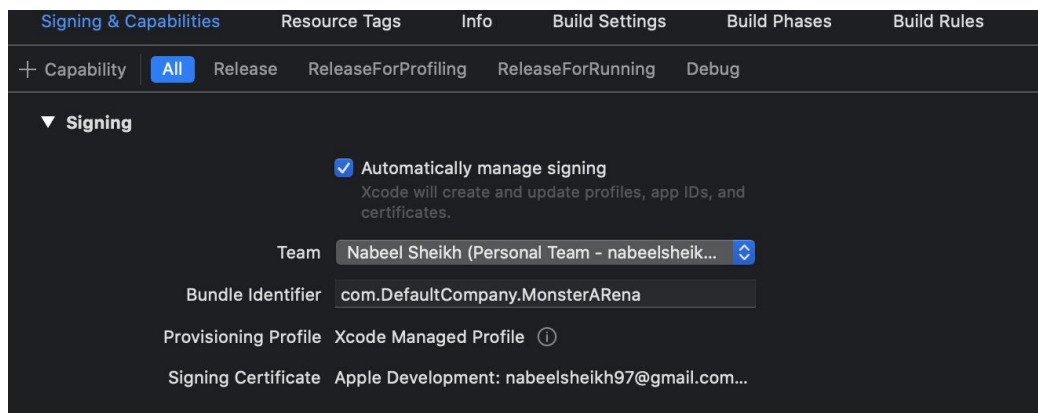 Signing & Capabilities Resource Tags Info Build Settings Build Phases Build Rules
+ Capability All Release ReleaseForProfiling ReleaseForRunning Debug
▼ Signing
Automatically manage signing
Xcode will create and update profiles, app IDs, and
certificates.
Team Nabeel Sheikh (Personal Team - nabeelsheik...
Bundle Identifier com.DefaultCompany.MonsterARena
Provisioning Profile Xcode Managed Profile
Signing Certificate Apple Development: nabeelsheikh97@gmail.com...